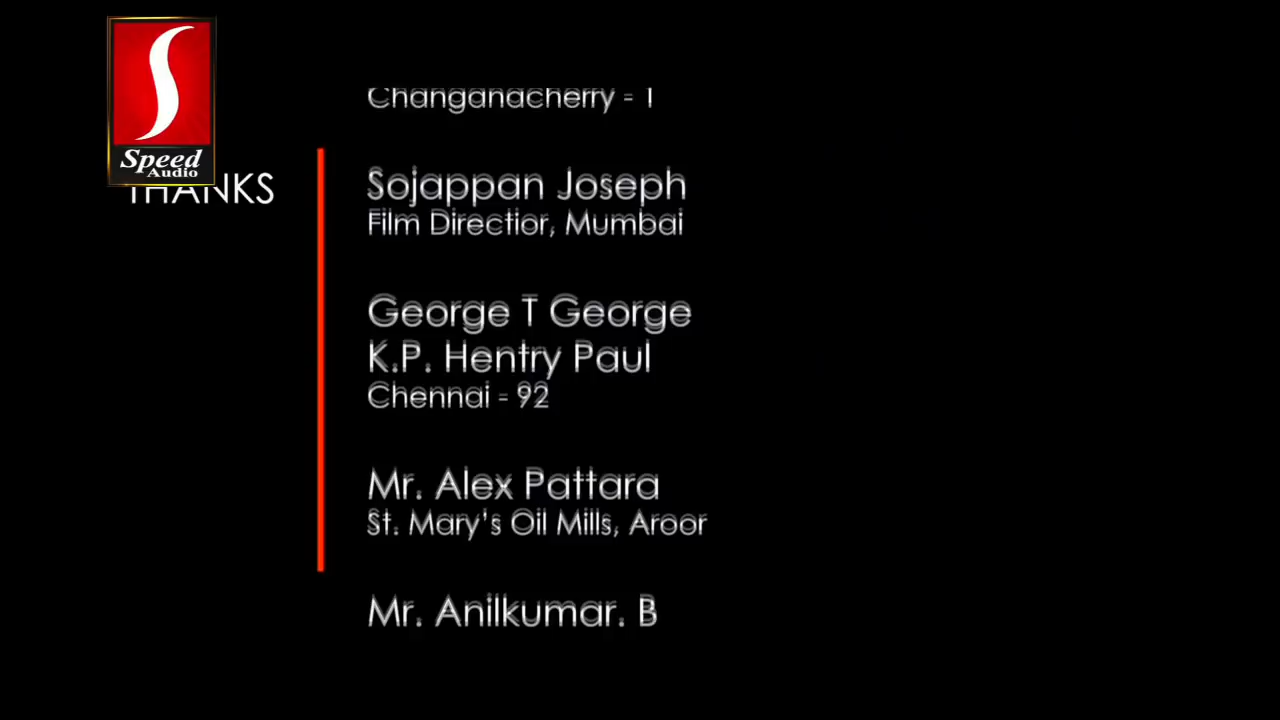 Speed
Audio
THANKS
Changanacherry - 1
Sojappan Joseph
Film Directior, Mumbai
George T George
K.P. Hentry Paul
Chennai - 92
Mr. Alex Pattara
St. Mary's Oil Mills, Aroor
Mr. Anilkumar. B